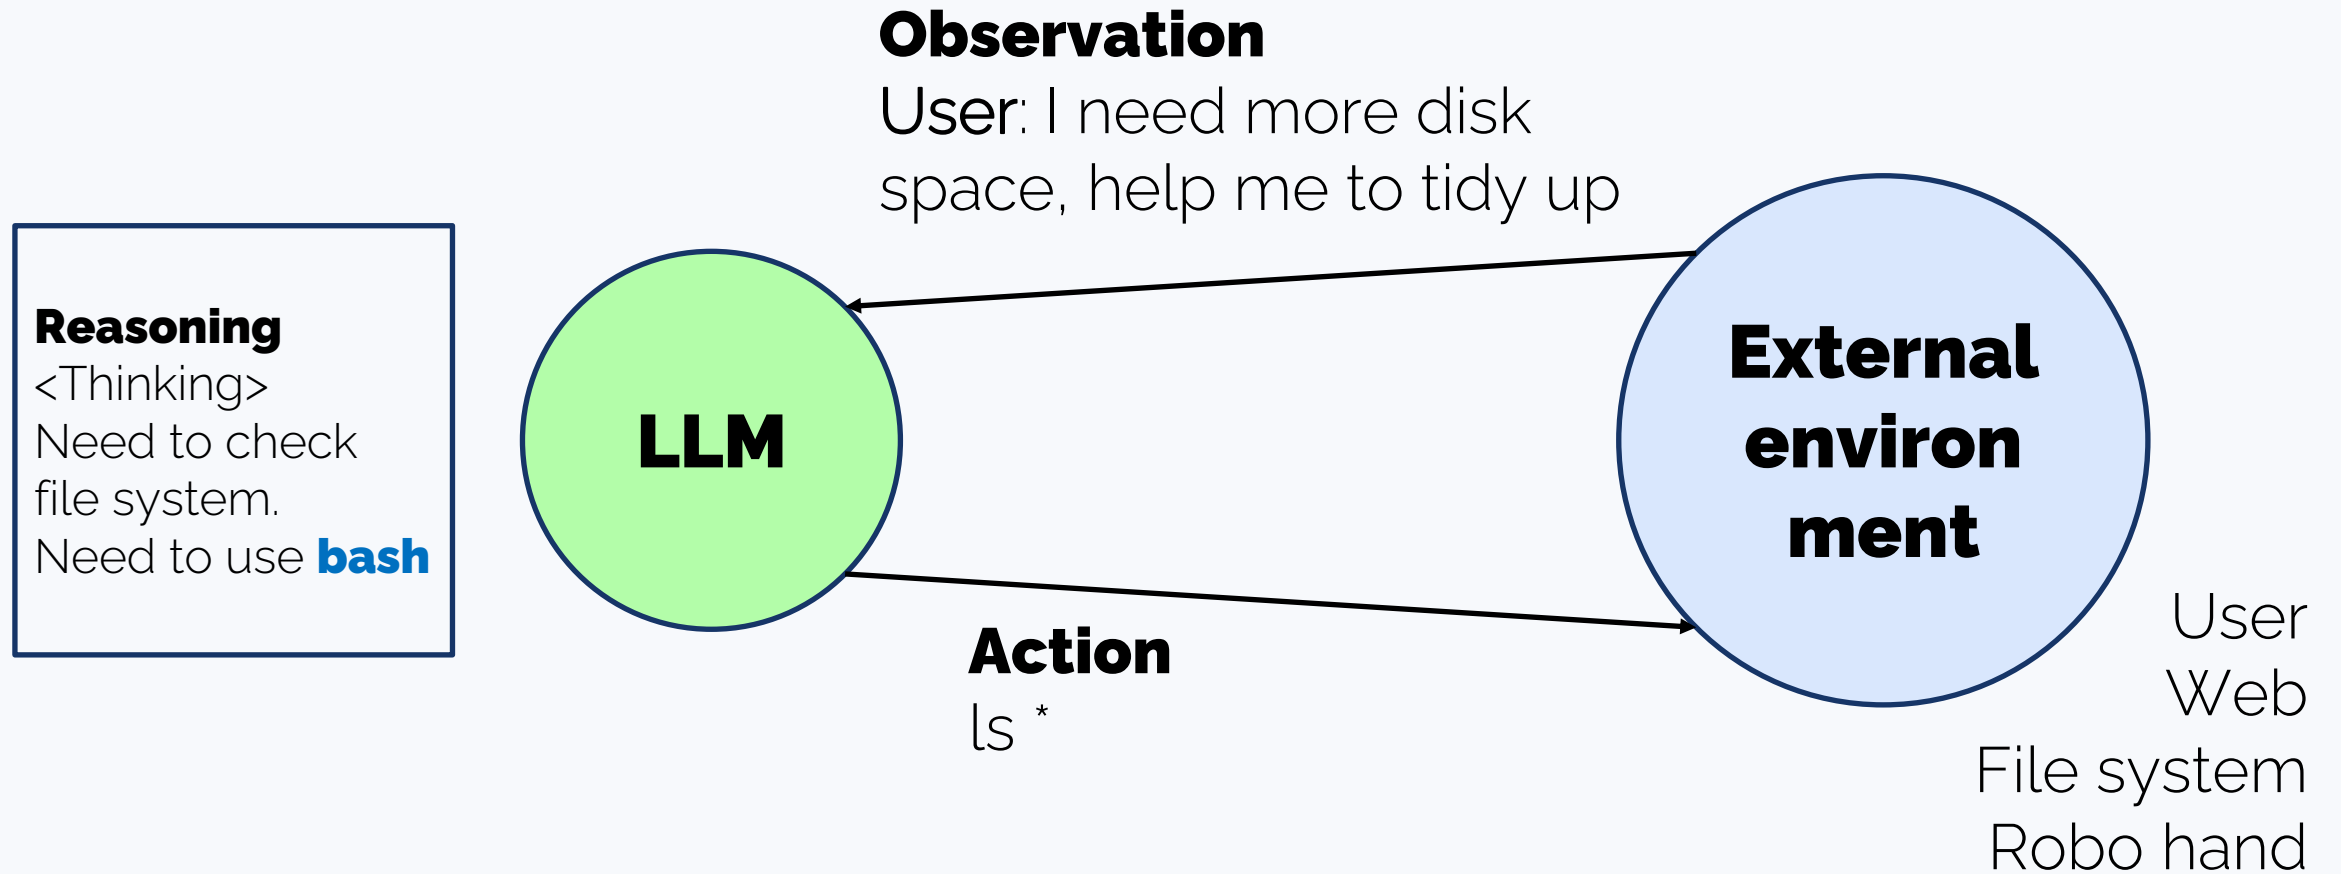 Observation
User: I need more disk
space, help me to tidy up
Reasoning
<Thinking>
Need to check
file system.
Need to use bash
LLM
External
environ
ment
Action
ls *
User
Web
File system
Robo hand